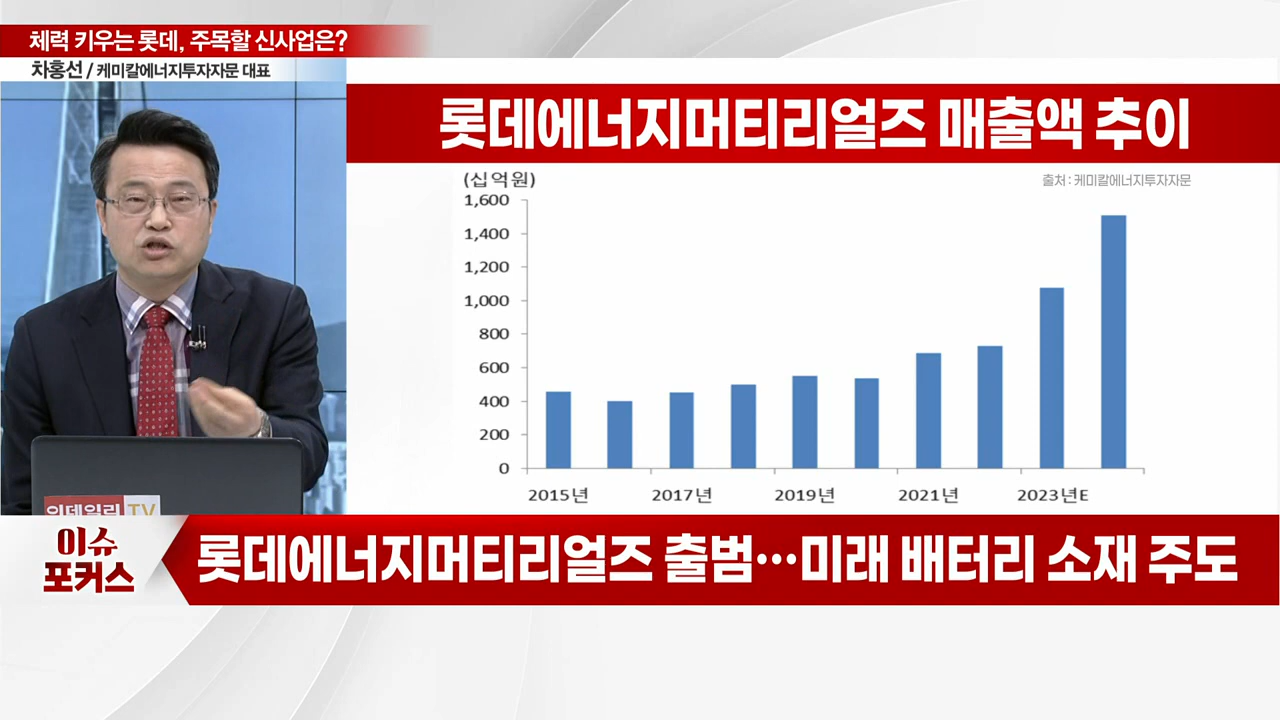 체력 키우는 롯데, 주목할 신사업은?
차홍선 / 케미칼에너지투자자문 대표
롯데에너지머티리얼즈 매출액 추이
(십억원)
출처 : 케미칼에너지투자자문
1,600
1,400
1,200
1,000
800
600
400
200
0
2015년 2017년 2019년 2021년 2023년E
이데일리 TV
이슈
포커스
롯데에너지머티리얼즈 출범…미래 배터리 소재 주도